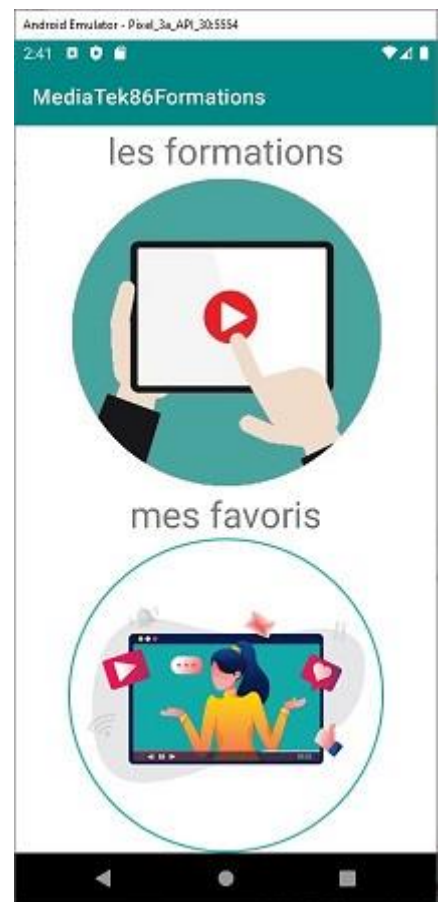 Android Emulator - Pixel_3a_API_30:5554
2:41
MediaTek86Formations
les formations
mes favoris